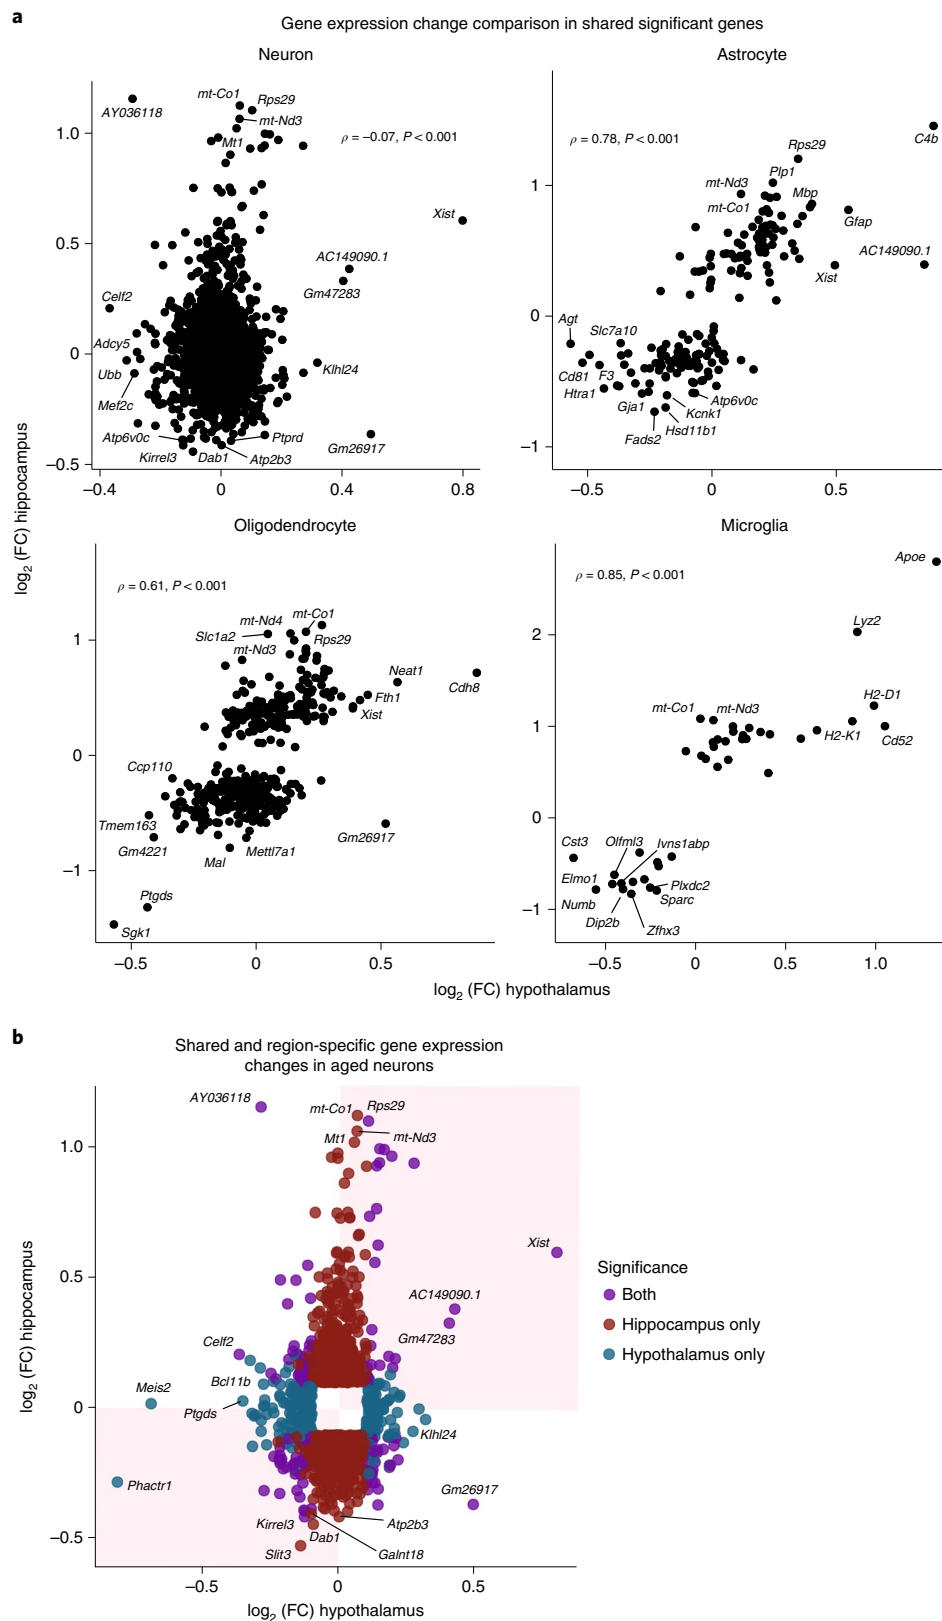 a
Gene expression change comparison in shared significant genes
Neuron
AY036118
mt-Co1
Rps29
mt-Nd3
Mt1
ρ = –0.07, P < 0.001
Xist
AC149090.1
Gm47283
Celf2
Adcy5
Ubb
Mef2c
Klhl24
Atp6v0c
Kirrel3
Dab1
Atp2b3
Ptprd
Gm26917
1.0
0.5
0
–0.5
–0.4
0
0.4
0.8
Astrocyte
ρ = 0.78, P < 0.001
C4b
Rps29
Plp1
mt-Nd3
Mbp
mt-Co1
Gfap
AC149090.1
Xist
Agt
Slc7a10
Cd81
F3
Htra1
Gja1
Atp6v0c
Kcnk1
Hsd11b1
Fads2
1
0
–1
–0.5
0
0.5
log2 (FC) hippocampus
Oligodendrocyte
ρ = 0.61, P < 0.001
mt-Nd4
mt-Co1
Slc1a2
Rps29
mt-Nd3
Neat1
Cdh8
Fth1
Xist
Ccp110
Tmem163
Gm4221
Mal
Mettl7a1
Gm26917
Ptgds
Sgk1
1
0
–1
–0.5
0
0.5
Microglia
ρ = 0.85, P < 0.001
Apoe
Lyz2
H2-D1
mt-Co1
mt-Nd3
H2-K1
Cd52
Cst3
Olfml3
Ivns1abp
Elmo1
Numb
Plxdc2
Sparc
Dip2b
Zfhx3
2
1
0
–1
–0.5
0
0.5
1.0
log2 (FC) hypothalamus
b
Shared and region-specific gene expression
changes in aged neurons
AY036118
mt-Co1
Rps29
Mt1
mt-Nd3
Xist
AC149090.1
Gm47283
Celf2
Bcl11b
Meis2
Ptgds
Klhl24
Phactr1
Gm26917
Kirrel3
Dab1
Atp2b3
Slit3
Galnt18
1.0
0.5
0
–0.5
–0.5
0
0.5
log2 (FC) hippocampus
log2 (FC) hypothalamus
Significance
Both
Hippocampus only
Hypothalamus only